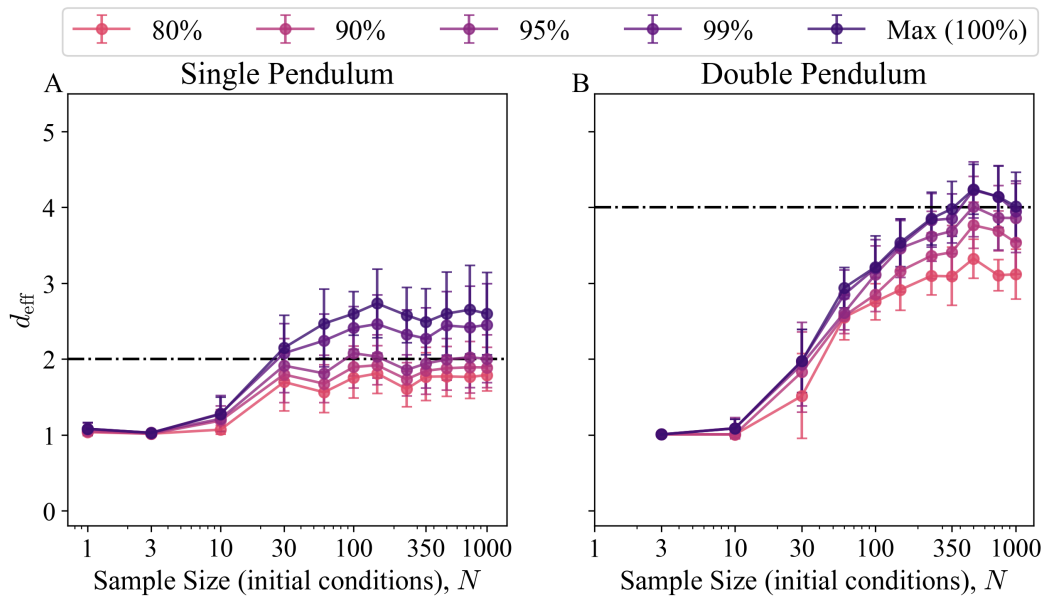 80% 90% 95% 99% Max (100%)
A Single Pendulum B Double Pendulum
5
4
3
2
1
0
d_eff
1 3 10 30 100 350 1000 1 3 10 30 100 350 1000
Sample Size (initial conditions), N Sample Size (initial conditions), N